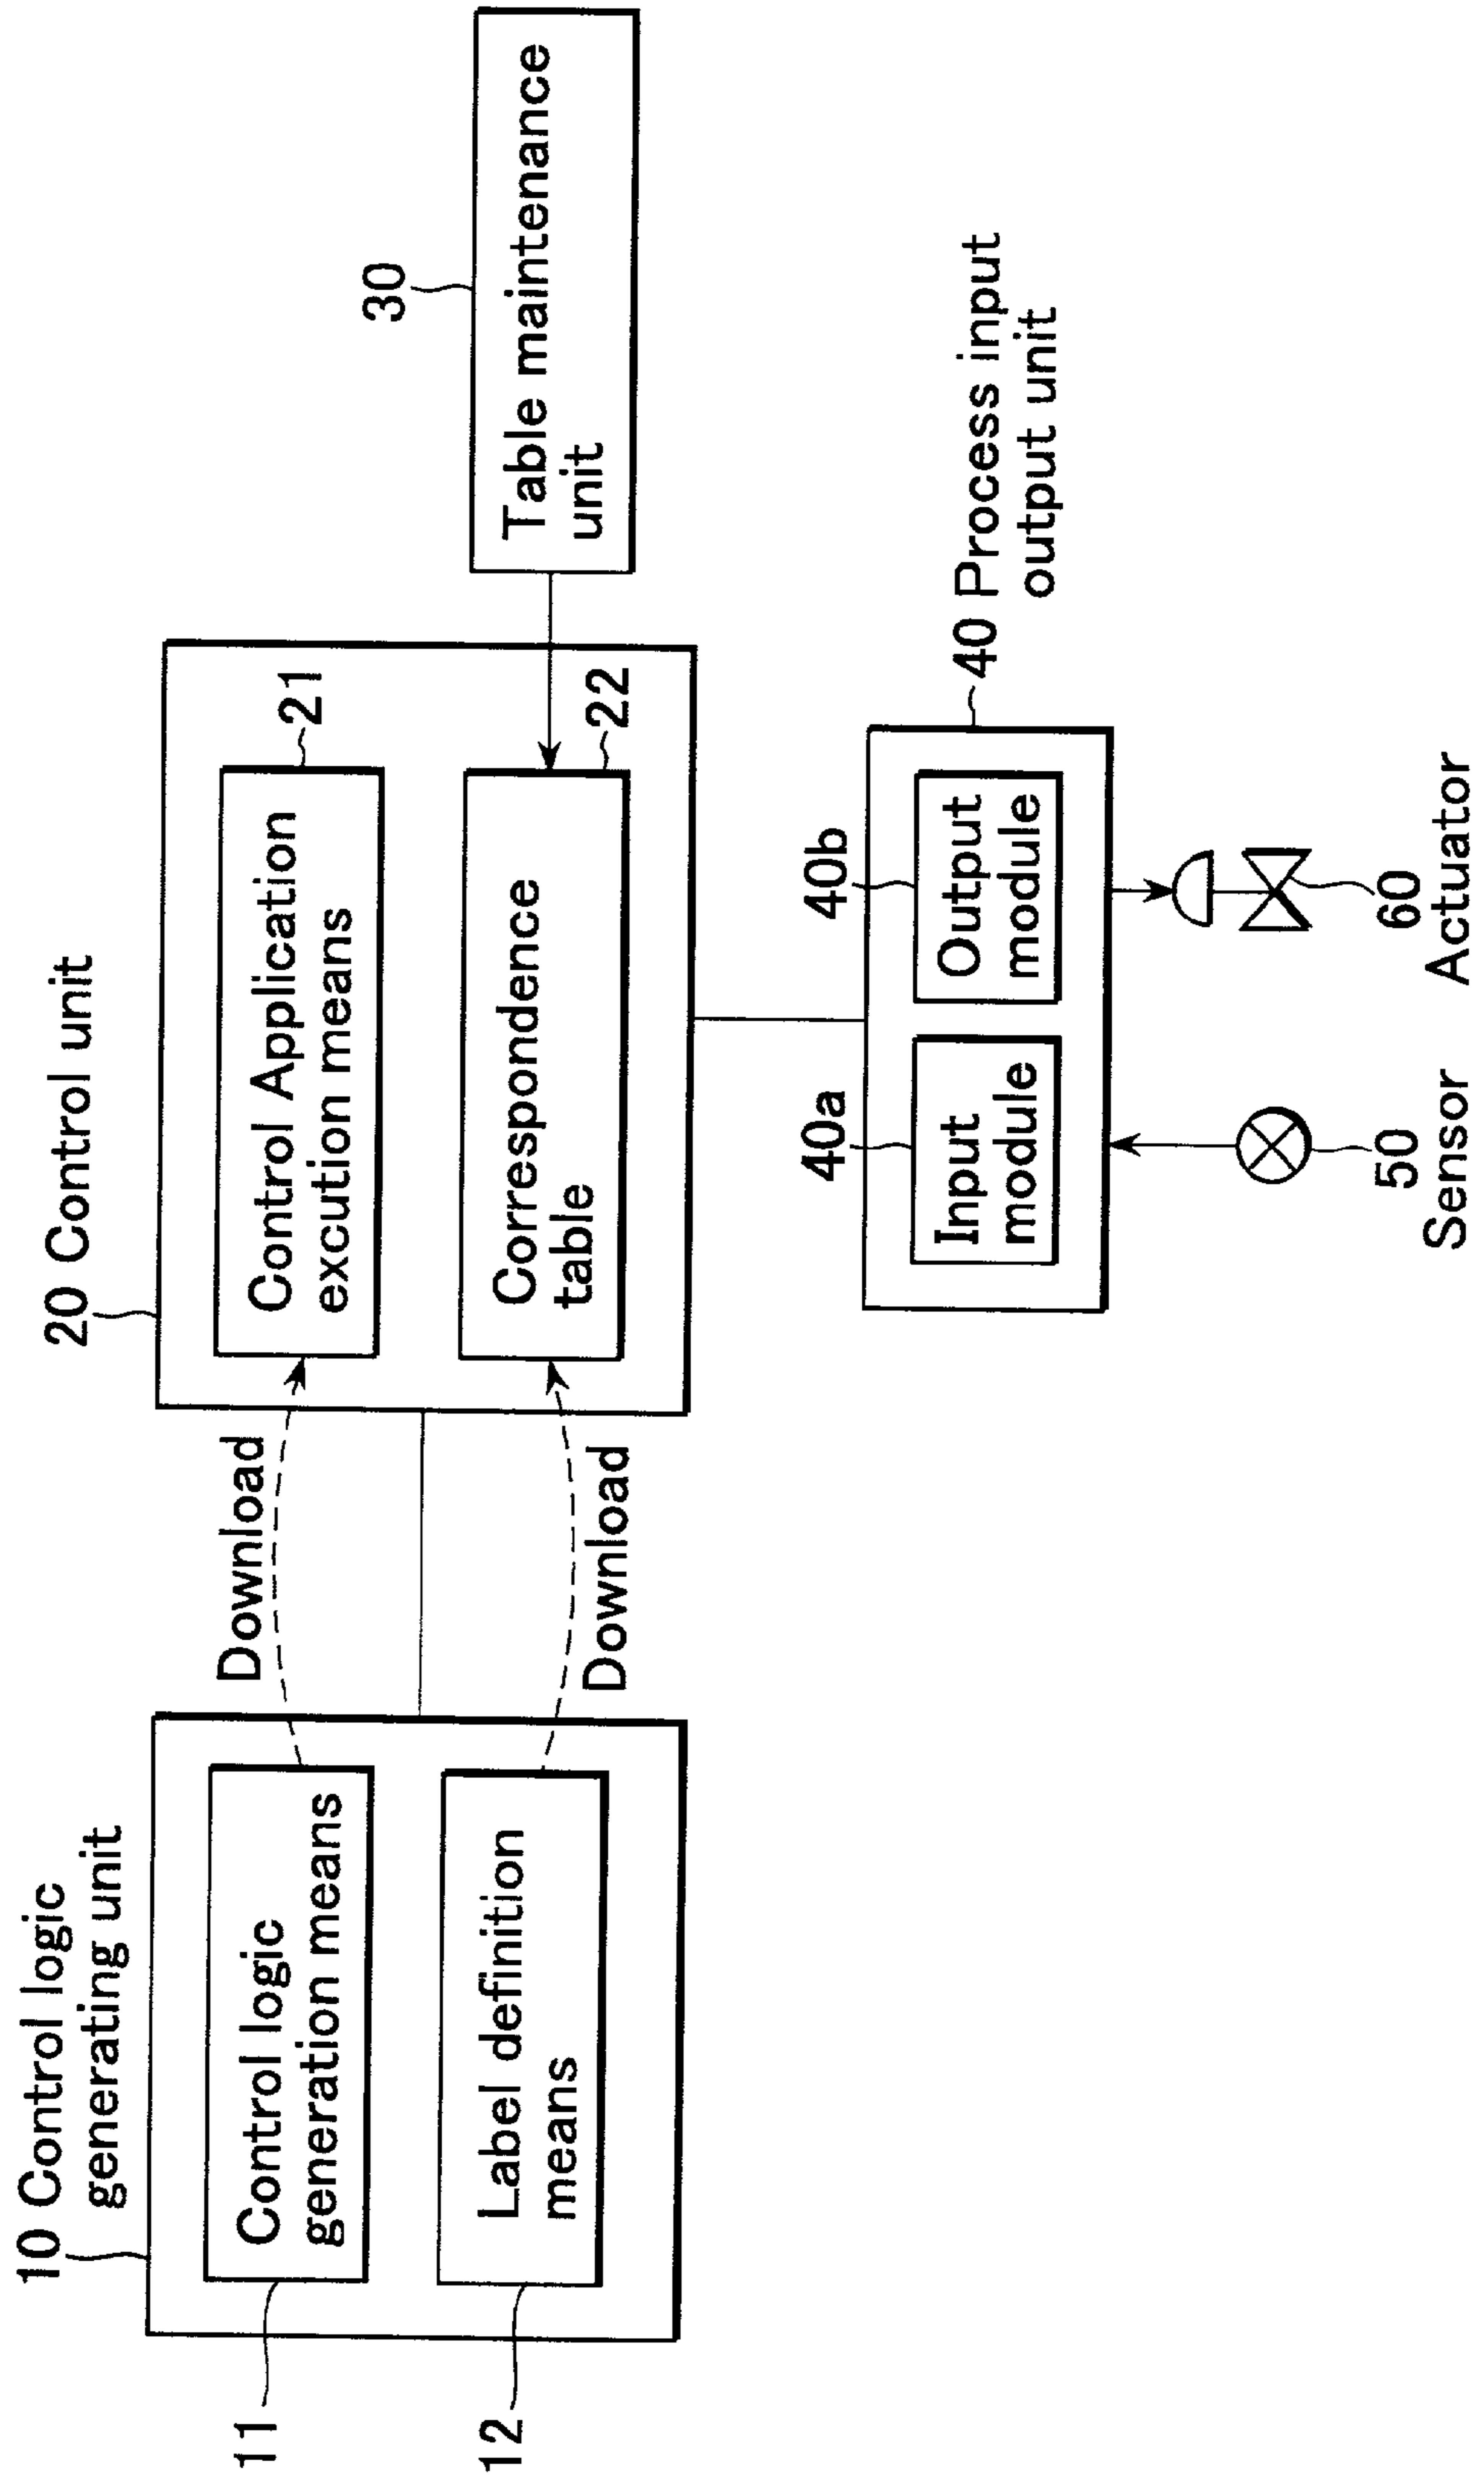 10 Control logic
generating unit
11
Control logic
generation means
12
Label definition
means
Download
Download
20 Control unit
Control Application
excution means
21
Correspondence
table
22
30
Table maintenance
unit
40 Process input
output unit
40a
Input
module
40b
Output
module
50
Sensor
60
Actuator